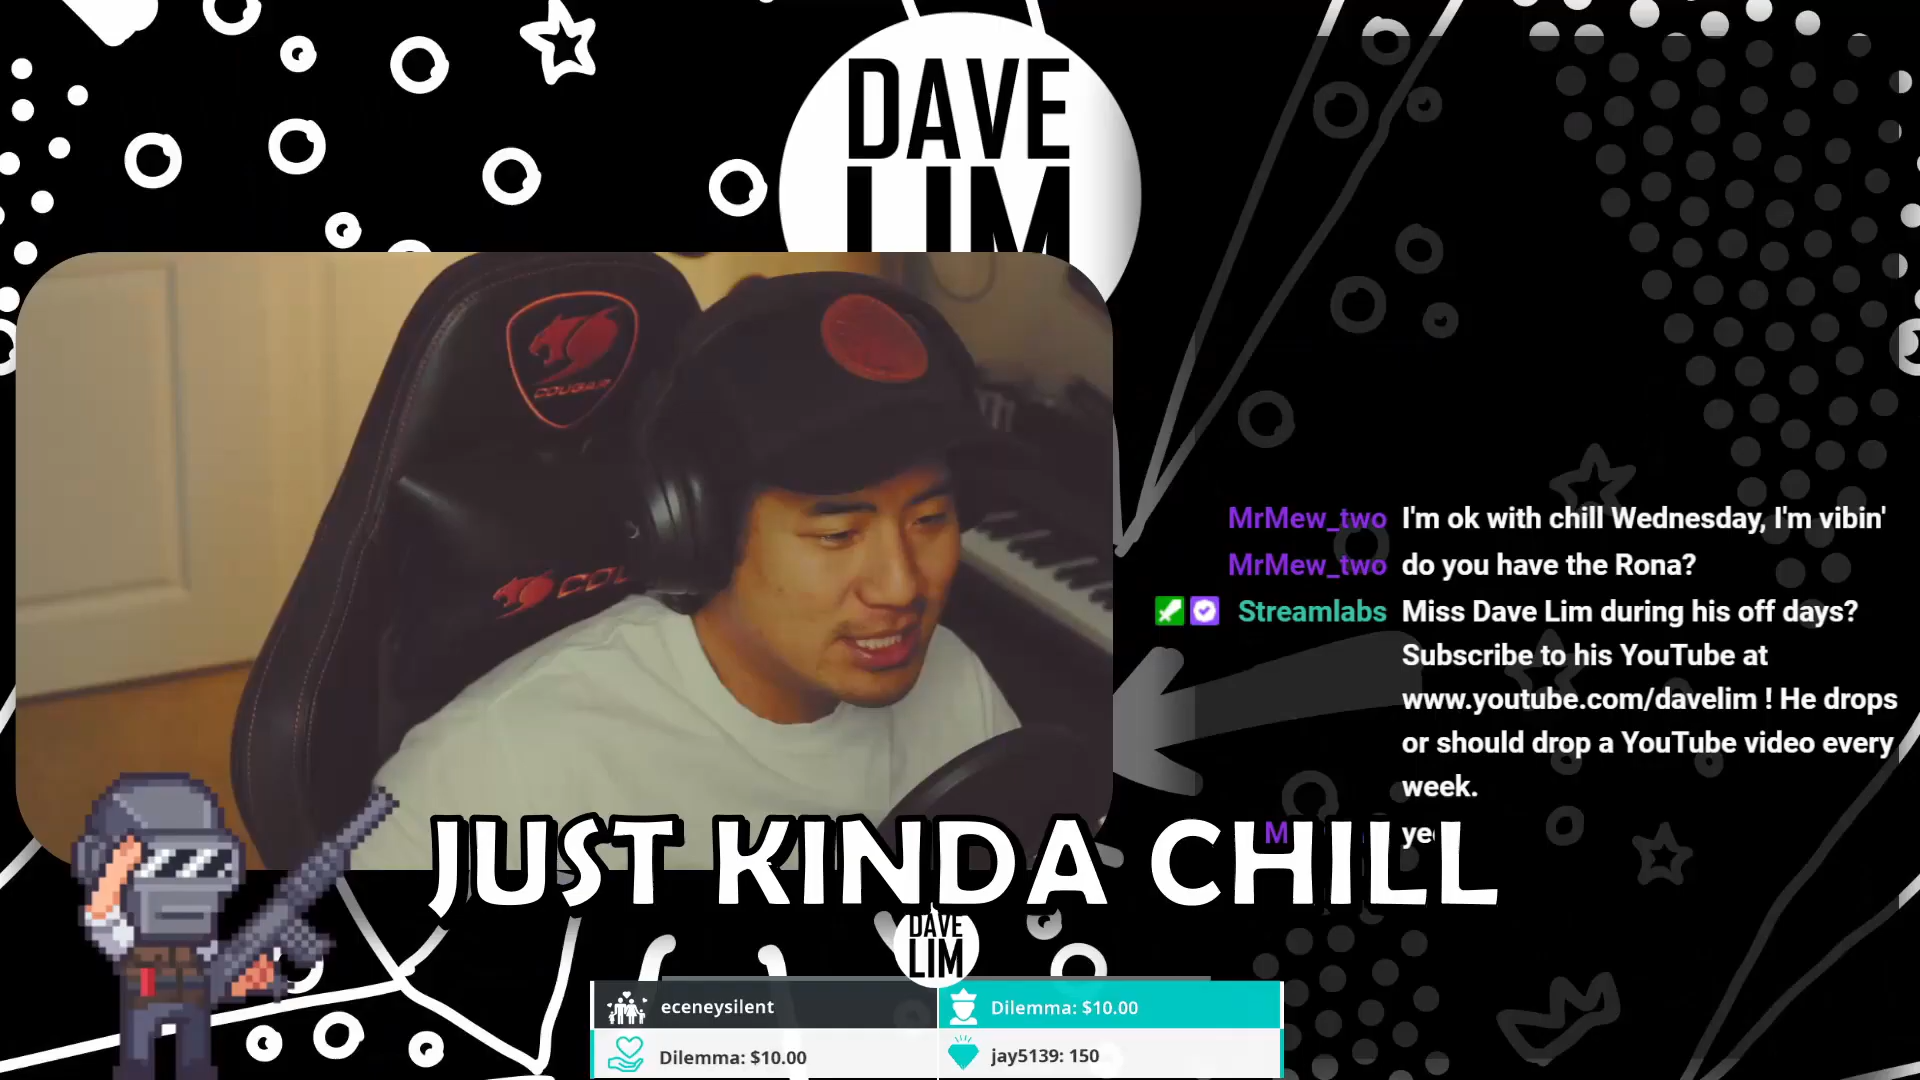 DAVE
LIM
COUGAR
COU
MrMew_two I'm ok with chill Wednesday, I'm vibin'
MrMew_two do you have the Rona?
Streamlabs Miss Dave Lim during his off days?
Subscribe to his YouTube at
www.youtube.com/davelim ! He drops
or should drop a YouTube video every
week.
JUST KINDA CHILL
DAVE
LIM
eceneysilent
Dilemma: $10.00
Dilemma: $10.00
jay5139: 150